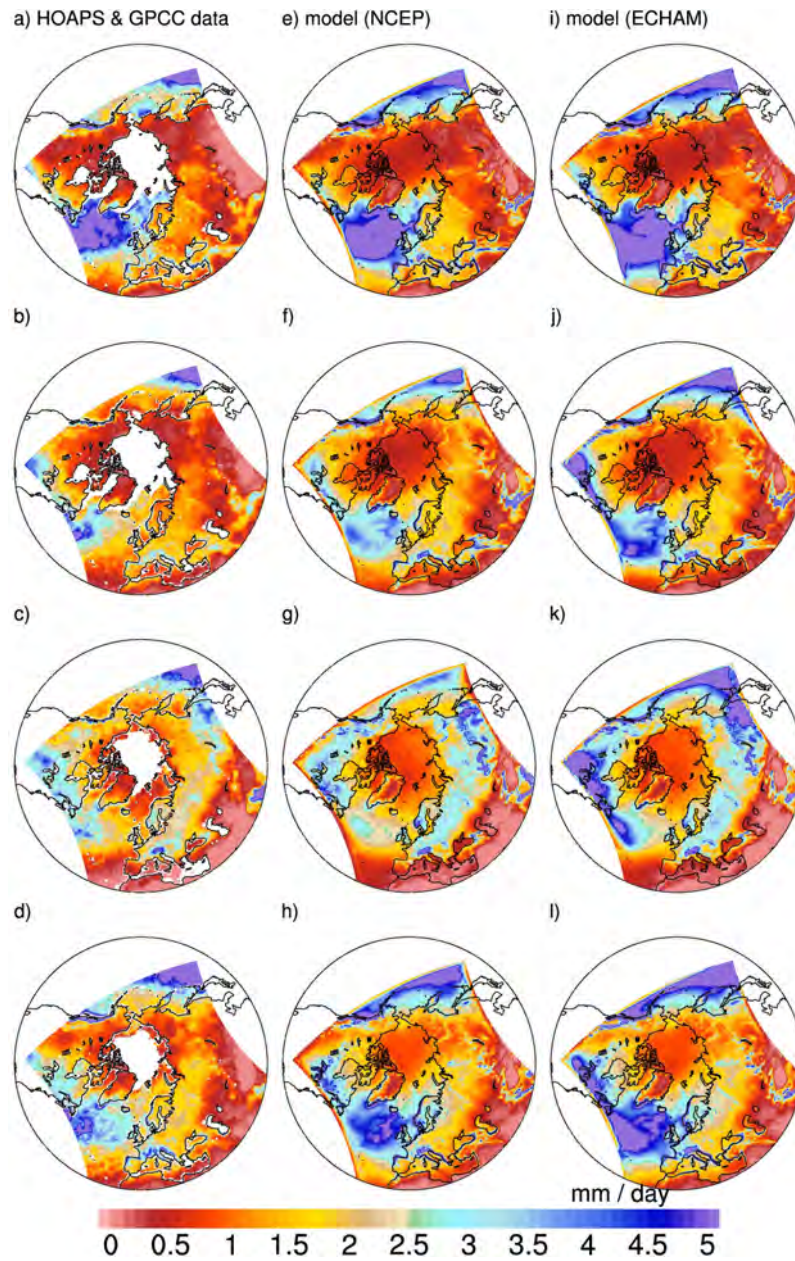 a) HOAPS & GPCC data e) model (NCEP) i) model (ECHAM)
b) f) j)
c) g) k)
d) h) l)
mm / day
0 0.5 1 1.5 2 2.5 3 3.5 4 4.5 5